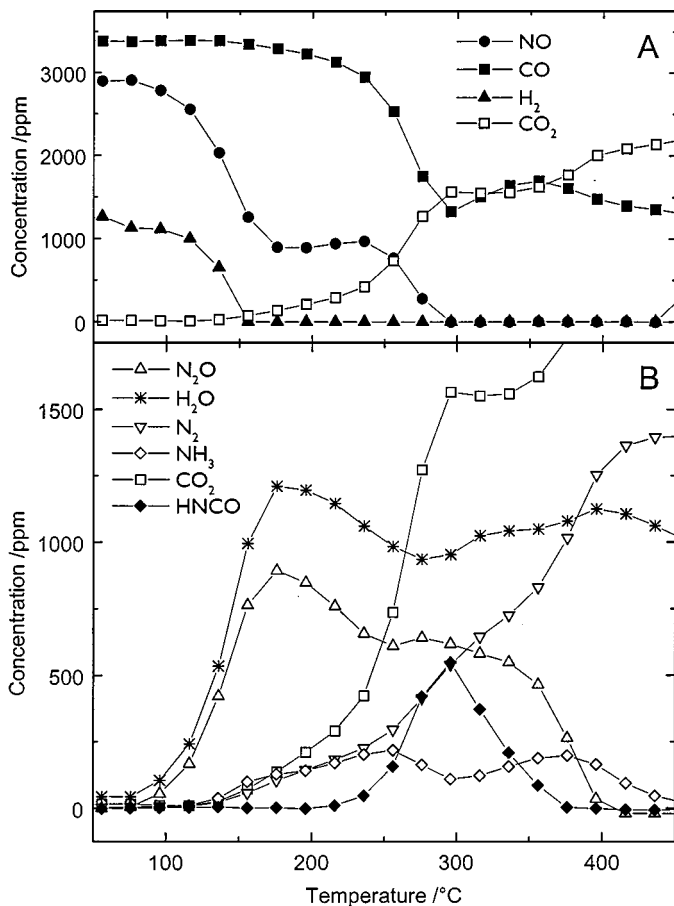 A
NO
CO
H₂
CO₂
3000
2000
1000
0
Concentration /ppm
B
N₂O
H₂O
N₂
NH₃
CO₂
HNCO
1500
1000
500
0
Concentration /ppm
100 200 300 400
Temperature /°C